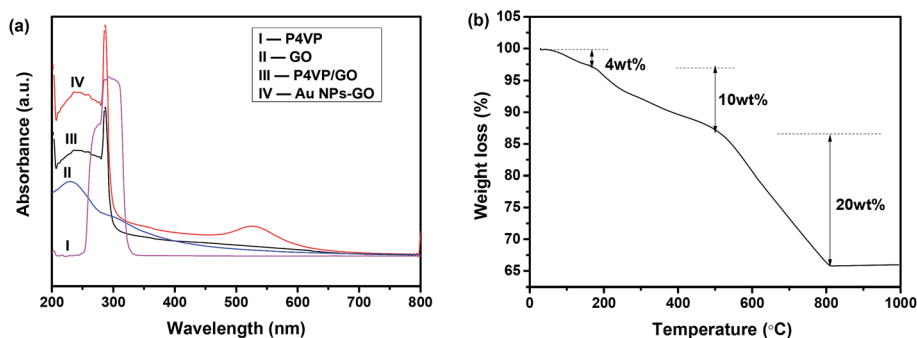 (a)
I — P4VP
II — GO
III — P4VP/GO
IV — Au NPs-GO
IV
III
II
I
Absorbance (a.u.)
200 300 400 500 600 700 800
Wavelength (nm)
(b)
105
100
95
90
85
80
75
70
65
4wt%
10wt%
20wt%
Weight loss (%)
0 200 400 600 800 1000
Temperature (°C)